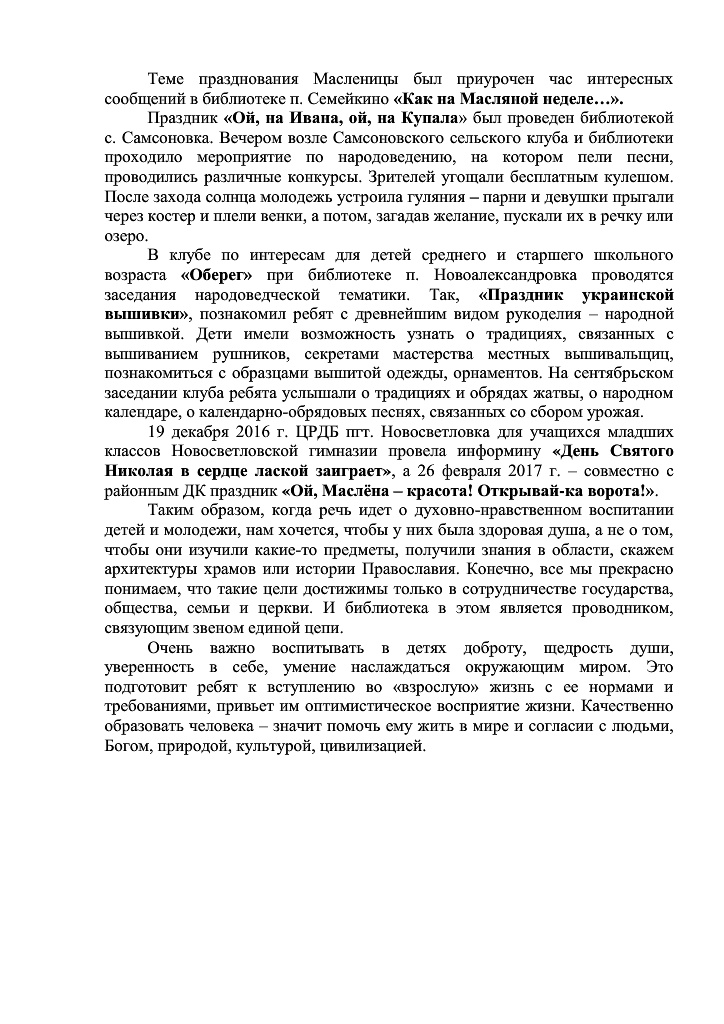 Теме празднования Масленицы был приурочен час интересных
сообщений в библиотеке п. Семейкино «Как на Масляной неделе…».
Праздник «Ой, на Ивана, ой, на Купала» был проведен библиотекой
с. Самсоновка. Вечером возле Самсоновского сельского клуба и библиотеки
проходило мероприятие по народоведению, на котором пели песни,
проводились различные конкурсы. Зрителей угощали бесплатным кулешом.
После захода солнца молодежь устроила гуляния – парни и девушки прыгали
через костер и плели венки, а потом, загадав желание, пускали их в речку или
озеро.
В клубе по интересам для детей среднего и старшего школьного
возраста «Оберег» при библиотеке п. Новоалександровка проводятся
заседания народоведческой тематики. Так, «Праздник украинской
вышивки», познакомил ребят с древнейшим видом рукоделия – народной
вышивкой. Дети имели возможность узнать о традициях, связанных с
вышиванием рушников, секретами мастерства местных вышивальщиц,
познакомиться с образцами вышитой одежды, орнаментов. На сентябрьском
заседании клуба ребята услышали о традициях и обрядах жатвы, о народном
календаре, о календарно-обрядовых песнях, связанных со сбором урожая.
19 декабря 2016 г. ЦРДБ пгт. Новосветловка для учащихся младших
классов Новосветловской гимназии провела информину «День Святого
Николая в сердце лаской заиграет», а 26 февраля 2017 г. – совместно с
районным ДК праздник «Ой, Маслёна – красота! Открывай-ка ворота!».
Таким образом, когда речь идет о духовно-нравственном воспитании
детей и молодежи, нам хочется, чтобы у них была здоровая душа, а не о том,
чтобы они изучили какие-то предметы, получили знания в области, скажем
архитектуры храмов или истории Православия. Конечно, все мы прекрасно
понимаем, что такие цели достижимы только в сотрудничестве государства,
общества, семьи и церкви. И библиотека в этом является проводником,
связующим звеном единой цепи.
Очень важно воспитывать в детях доброту, щедрость души,
уверенность в себе, умение наслаждаться окружающим миром. Это
подготовит ребят к вступлению во «взрослую» жизнь с ее нормами и
требованиями, привьет им оптимистическое восприятие жизни. Качественно
образовать человека – значит помочь ему жить в мире и согласии с людьми,
Богом, природой, культурой, цивилизацией.